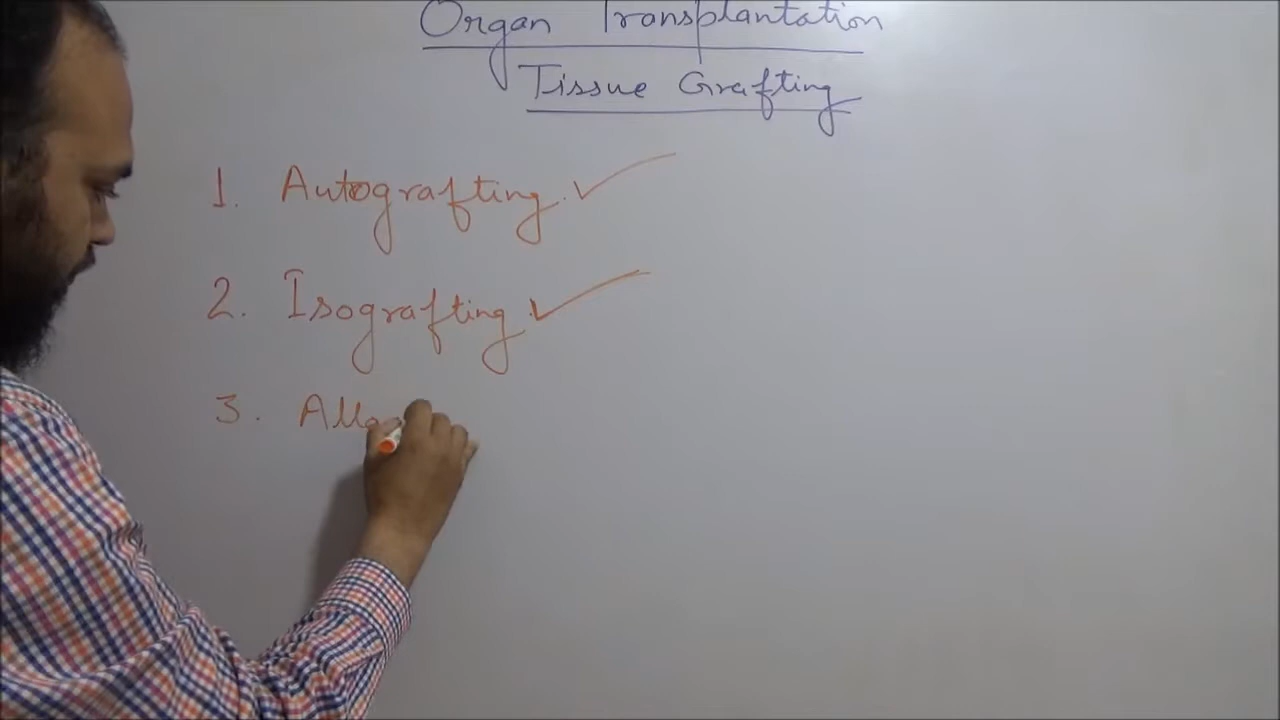 Organ Transplantation
Tissue Grafting
1. Autografting.
2. Isografting.
3. Allo